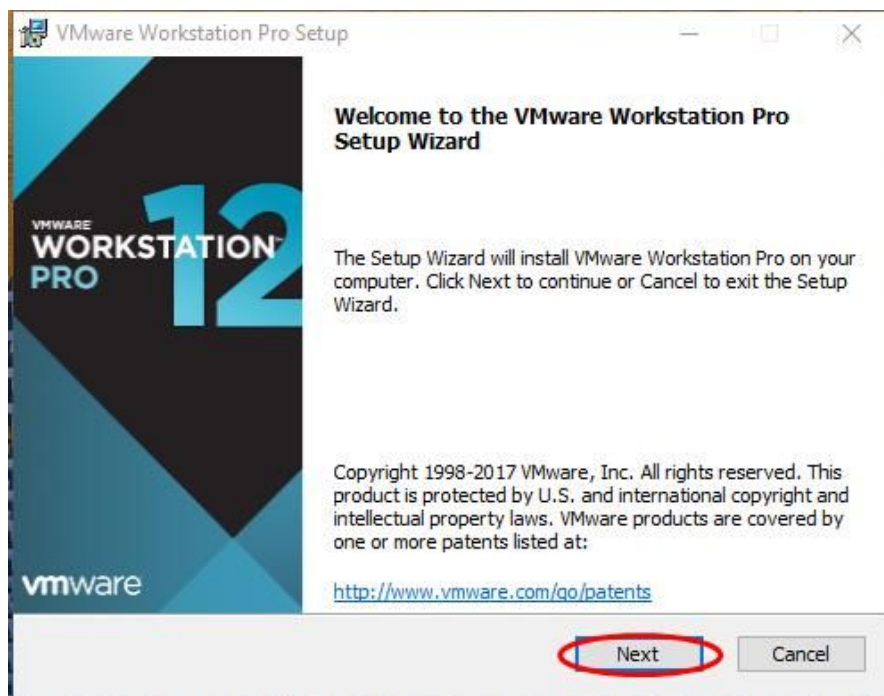 VMware Workstation Pro Setup
Welcome to the VMware Workstation Pro
Setup Wizard
VMWARE
WORKSTATION™
PRO
12
The Setup Wizard will install VMware Workstation Pro on your
computer. Click Next to continue or Cancel to exit the Setup
Wizard.
Copyright 1998-2017 VMware, Inc. All rights reserved. This
product is protected by U.S. and international copyright and
intellectual property laws. VMware products are covered by
one or more patents listed at:
vmware
http://www.vmware.com/go/patents
Next
Cancel